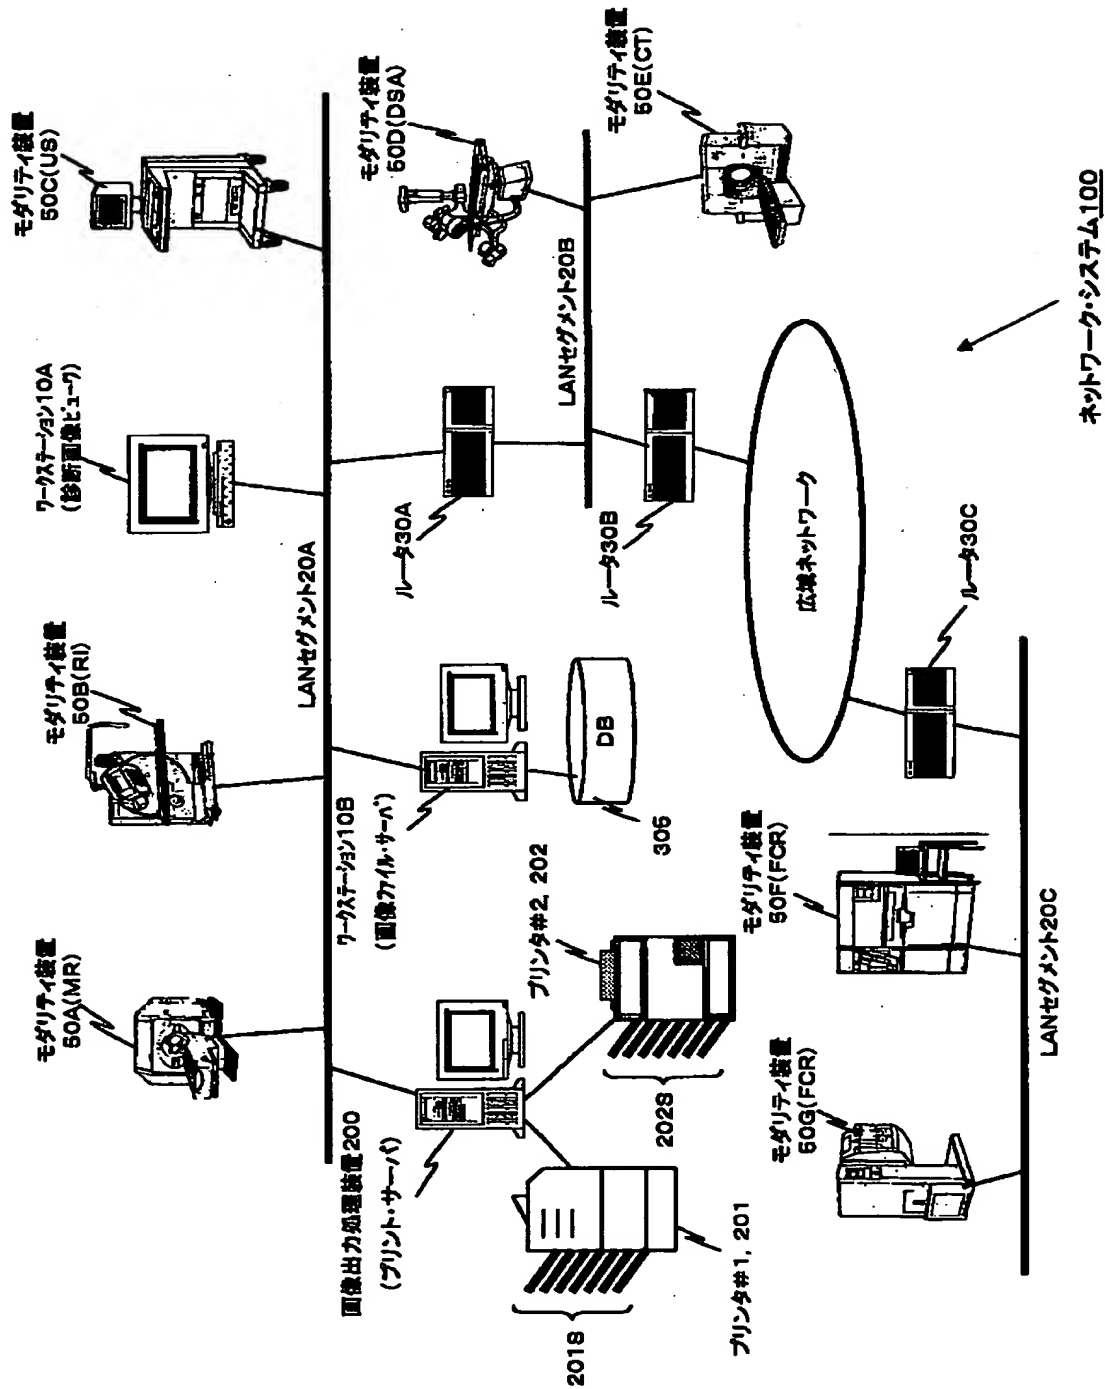 モダリティ装置
50A(MR)
モダリティ装置
50B(RI)
ワークステーション10A
(診断画像ビューワ)
モダリティ装置
50C(US)
LANセグメント20A
画像出力処理装置200
(プリント・サーバ)
ワークステーション10B
(画像ファイル・サーバ)
ルータ30A
モダリティ装置
50D(DSA)
プリンタ#2, 202
DB
305
LANセグメント20B
201S
202S
ルータ30B
モダリティ装置
50E(CT)
プリンタ#1, 201
モダリティ装置
50G(FCR)
モダリティ装置
50F(FCR)
広域ネットワーク
ルータ30C
LANセグメント20C
ネットワーク・システム100